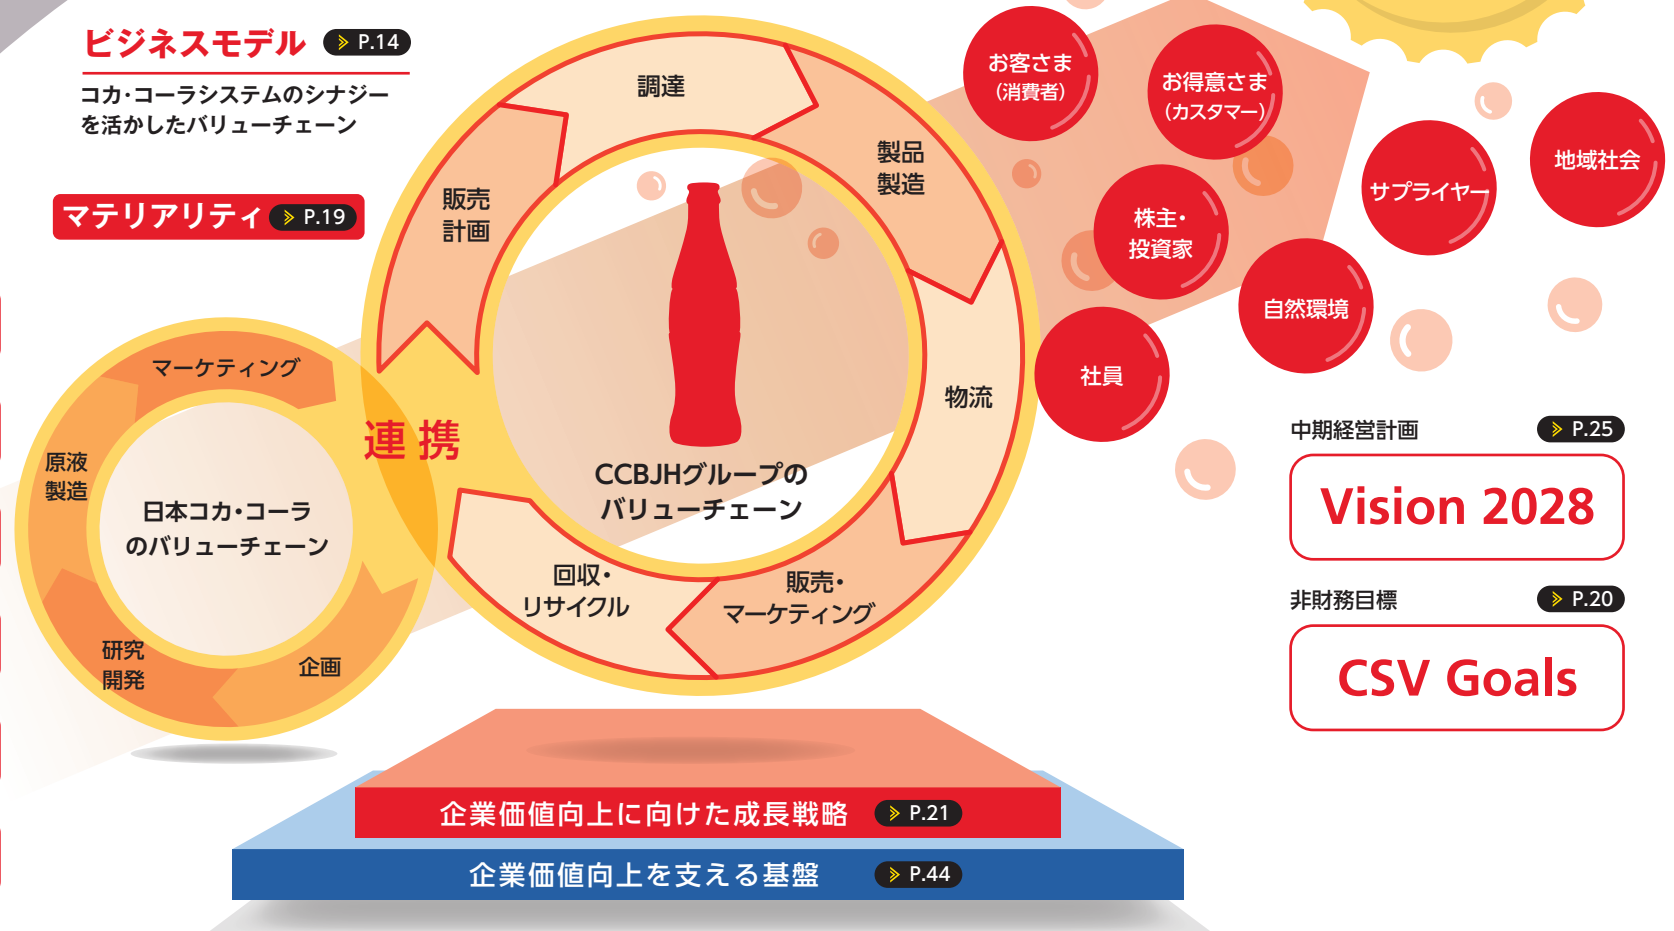 ビジネスモデル P.14
コカ・コーラシステムのシナジー
を活かしたバリューチェーン
マテリアリティ P.19
マーケティング
原液
製造
研究
開発
企画
日本コカ・コーラ
のバリューチェーン
連携
販売
計画
調達
製品
製造
物流
販売・
マーケティング
回収・
リサイクル
CCBJHグループの
バリューチェーン
お客さま
(消費者)
お得意さま
(カスタマー)
株主・
投資家
社員
サプライヤー
自然環境
地域社会
中期経営計画 P.25
Vision 2028
非財務目標 P.20
CSV Goals
企業価値向上に向けた成長戦略 P.21
企業価値向上を支える基盤 P.44